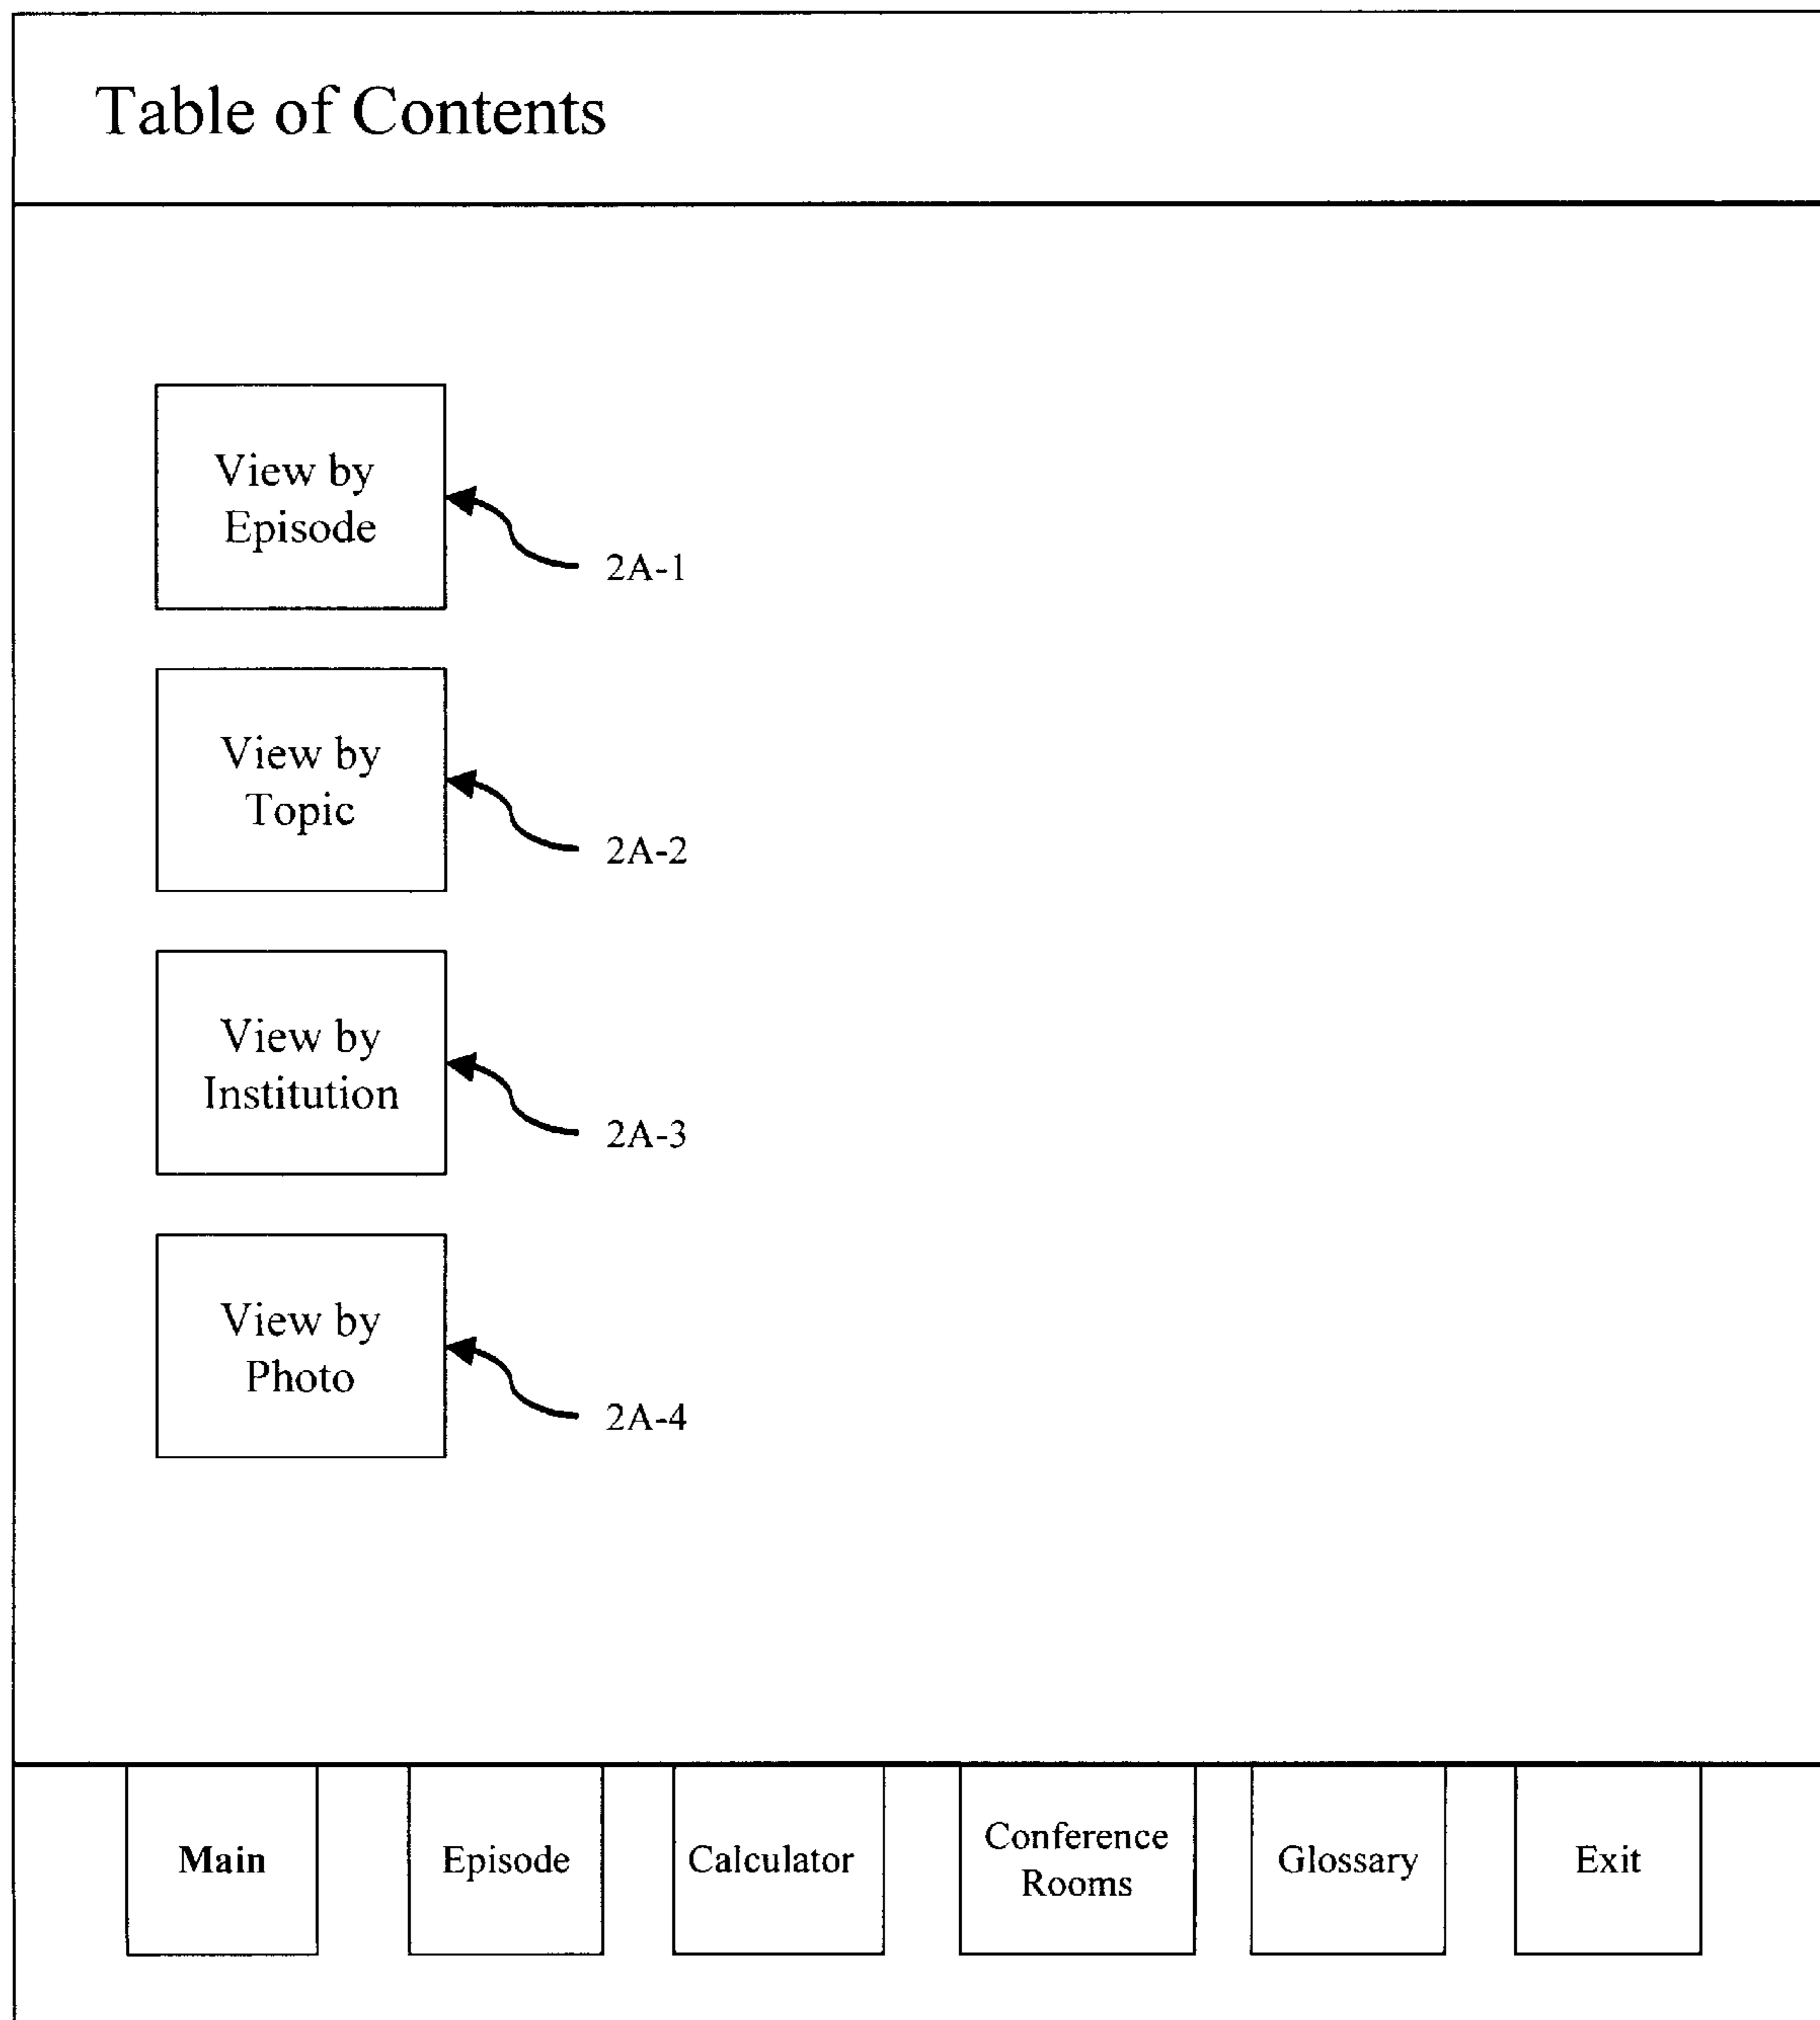 Table of Contents
View by
Episode
2A-1
View by
Topic
2A-2
View by
Institution
2A-3
View by
Photo
2A-4
Main
Episode
Calculator
Conference
Rooms
Glossary
Exit